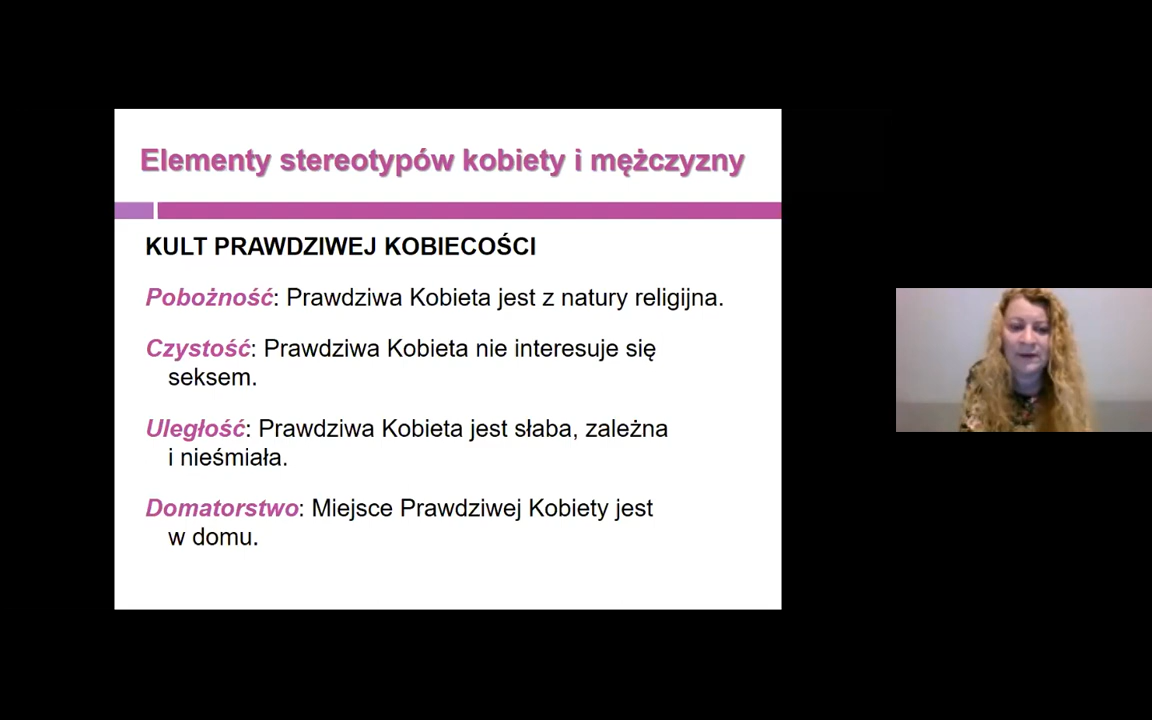 Elementy stereotypów kobiety i mężczyzny
KULT PRAWDZIWEJ KOBIECOŚCI
Pobożność: Prawdziwa Kobieta jest z natury religijna.
Czystość: Prawdziwa Kobieta nie interesuje się
seksem.
Uległość: Prawdziwa Kobieta jest słaba, zależna
i nieśmiała.
Domatorstwo: Miejsce Prawdziwej Kobiety jest
w domu.